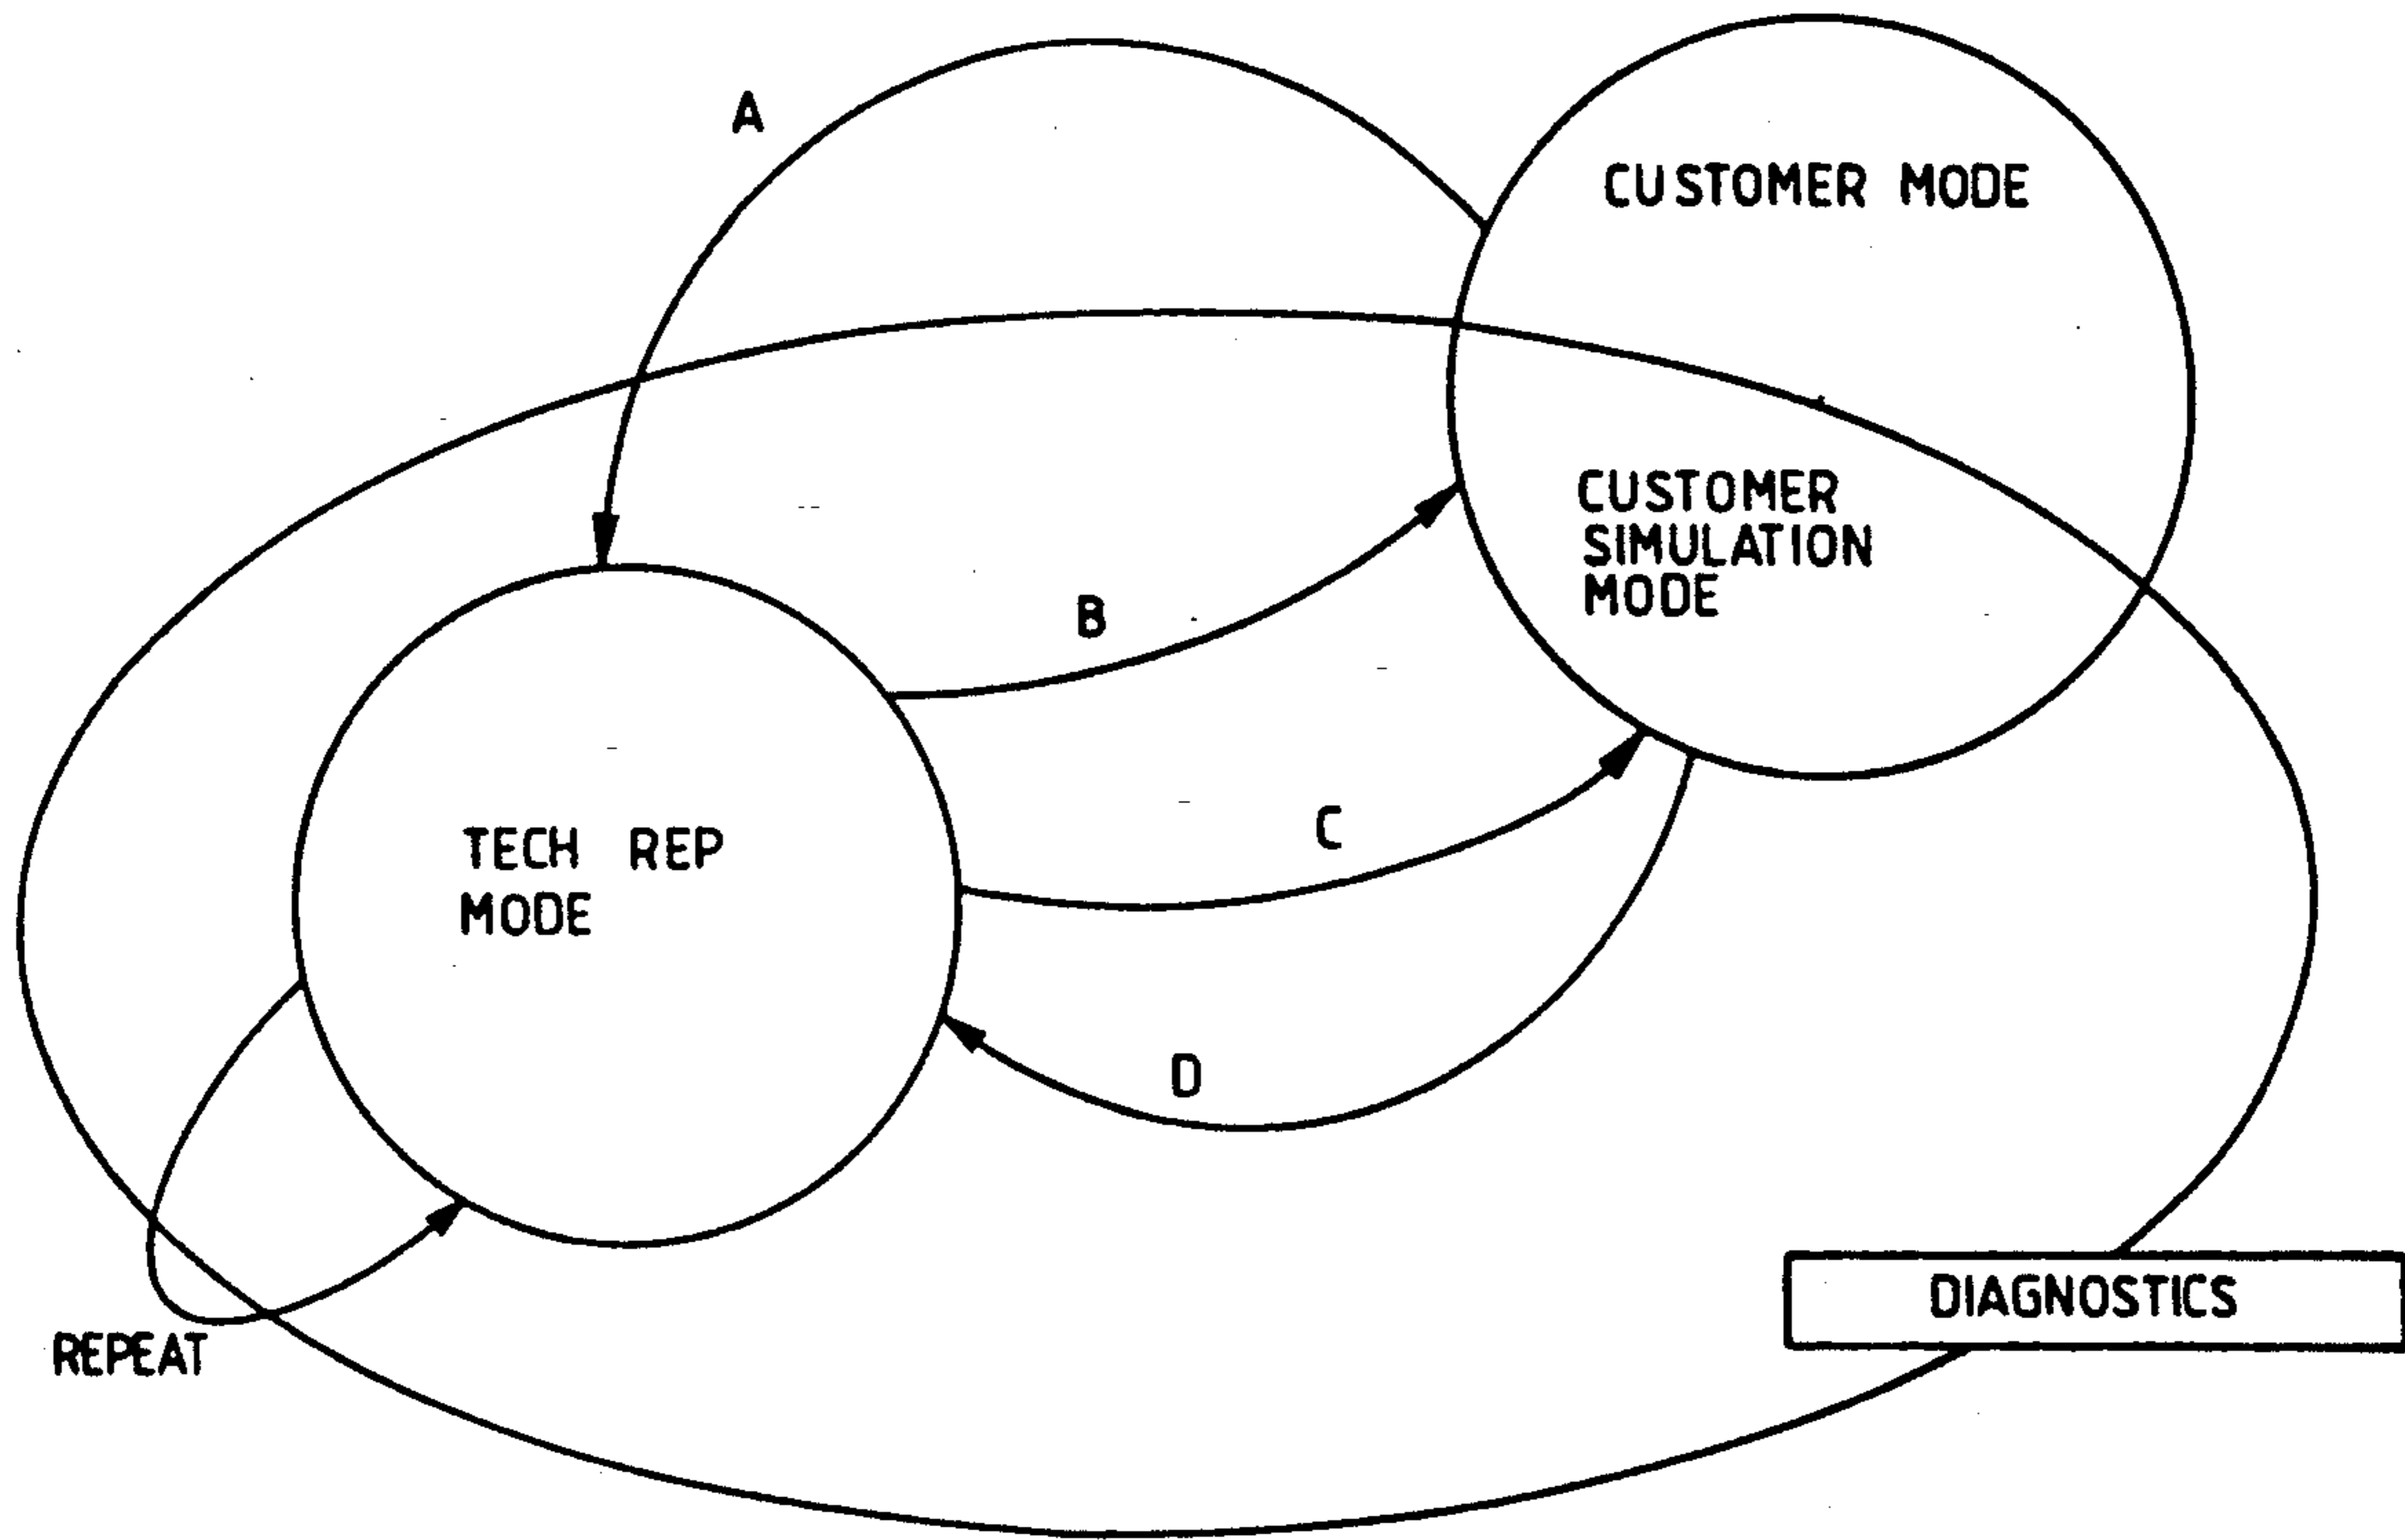 A
CUSTOMER MODE
CUSTOMER
SIMULATION
MODE
B
C
TECH REP
MODE
D
DIAGNOSTICS
REPEAT